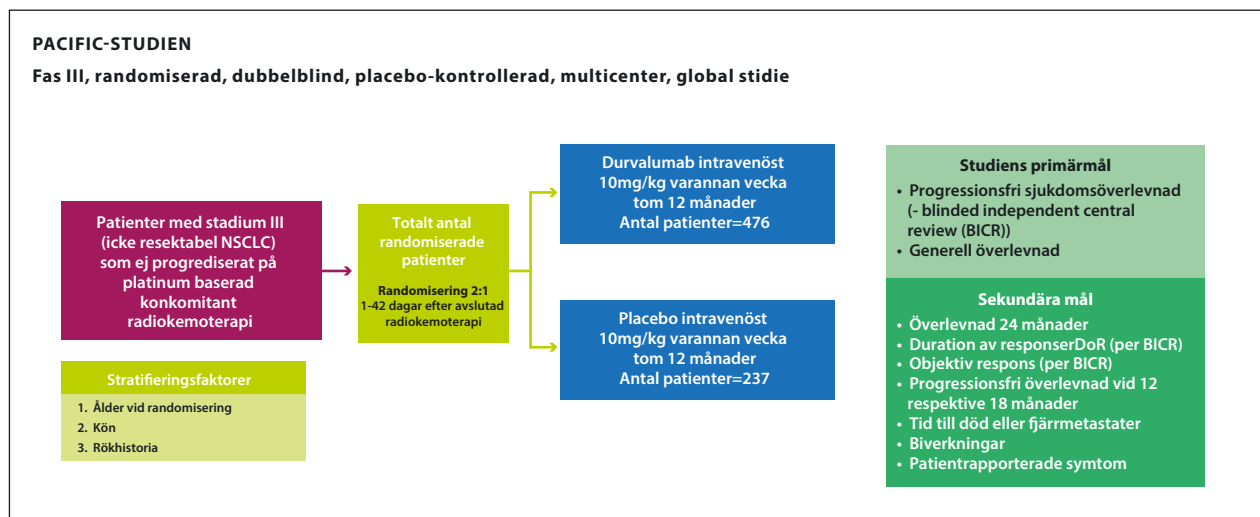 PACIFIC-STUDIEN
Fas III, randomiserad, dubbelblind, placebo-kontrollerad, multicenter, global stidie
Patienter med stadium III
(icke resektabel NSCLC)
som ej progrediserat på
platinum baserad
konkomitant
radiokemoterapi
Stratifieringsfaktorer
1. Ålder vid randomisering
2. Kön
3. Rökhistoria
Totalt antal
randomiserade
patienter
Randomisering 2:1
1-42 dagar efter avslutad
radiokemoterapi
Durvalumab intravenöst
10mg/kg varannan vecka
tom 12 månader
Antal patienter=476
Placebo intravenöst
10mg/kg varannan vecka
tom 12 månader
Antal patienter=237
Studiens primärmål
• Progressionsfri sjukdomsöverlevnad
(- blinded independent central
review (BICR))
• Generell överlevnad
Sekundära mål
• Överlevnad 24 månader
• Duration av responserDoR (per BICR)
• Objektiv respons (per BICR)
• Progressionsfri överlevnad vid 12
respektive 18 månader
• Tid till död eller fjärrmetastater
• Biverkningar
• Patientrapporterade symtom